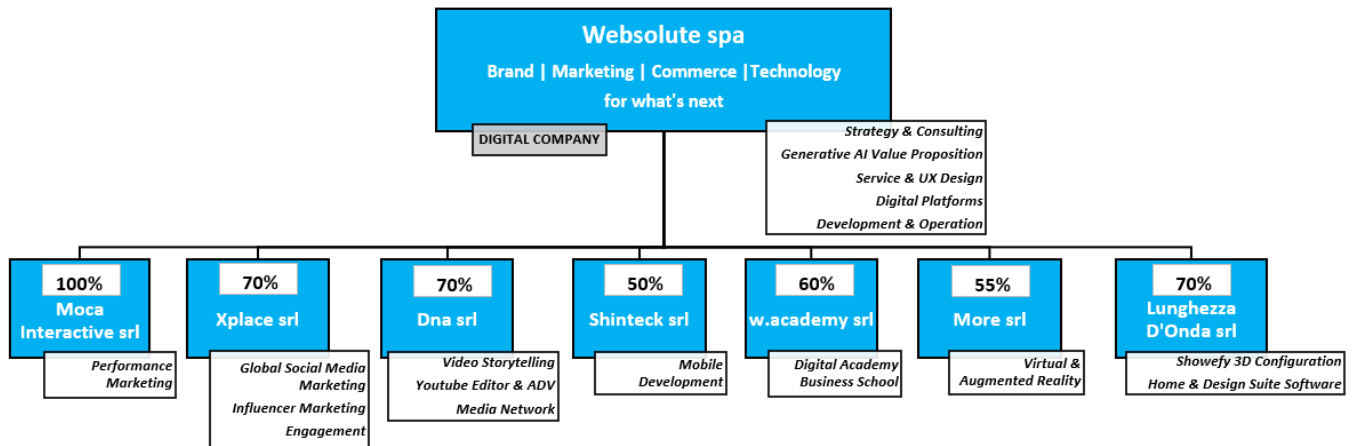 Websolute spa
Brand | Marketing | Commerce |Technology
for what's next
DIGITAL COMPANY
Strategy & Consulting
Generative AI Value Proposition
Service & UX Design
Digital Platforms
Development & Operation
100%
Moca
Interactive srl
Performance
Marketing
70%
Xplace srl
Global Social Media
Marketing
Influencer Marketing
Engagement
70%
Dna srl
Video Storytelling
Youtube Editor & ADV
Media Network
50%
Shinteck srl
Mobile
Development
60%
w.academy srl
Digital Academy
Business School
55%
More srl
Virtual &
Augmented Reality
70%
Lunghezza
D'Onda srl
Showefy 3D Configuration
Home & Design Suite Software